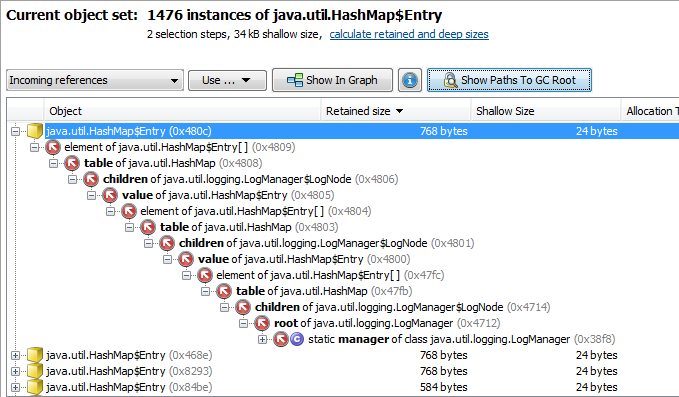 Current object set: 1476 instances of java.util.HashMap$Entry
2 selection steps, 34 kB shallow size, calculate retained and deep sizes
Incoming references Use ... Show In Graph Show Paths To GC Root
Object Retained size Shallow Size Allocation T
java.util.HashMap$Entry (0x480c) 768 bytes 24 bytes
element of java.util.HashMap$Entry[ ] (0x4809)
table of java.util.HashMap (0x4808)
children of java.util.logging.LogManager$LogNode (0x4806)
value of java.util.HashMap$Entry (0x4805)
element of java.util.HashMap$Entry[ ] (0x4804)
table of java.util.HashMap (0x4803)
children of java.util.logging.LogManager$LogNode (0x4801)
value of java.util.HashMap$Entry (0x4800)
element of java.util.HashMap$Entry[ ] (0x47fc)
table of java.util.HashMap (0x47fb)
children of java.util.logging.LogManager$LogNode (0x4714)
root of java.util.logging.LogManager (0x4712)
static manager of class java.util.logging.LogManager (0x38f8)
java.util.HashMap$Entry (0x468e) 768 bytes 24 bytes
java.util.HashMap$Entry (0x8293) 768 bytes 24 bytes
java.util.HashMap$Entry (0x84be) 584 bytes 24 bytes